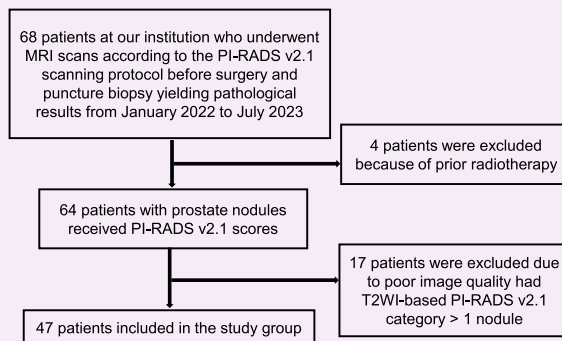 68 patients at our institution who underwent
MRI scans according to the PI-RADS v2.1
scanning protocol before surgery and
puncture biopsy yielding pathological
results from January 2022 to July 2023
4 patients were excluded
because of prior radiotherapy
64 patients with prostate nodules
received PI-RADS v2.1 scores
17 patients were excluded due
to poor image quality had
T2WI-based PI-RADS v2.1
category > 1 nodule
47 patients included in the study group